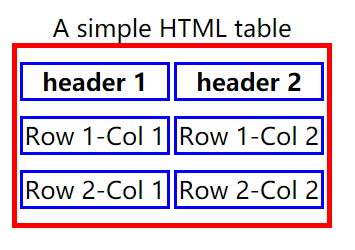 A simple HTML table
header 1 header 2
Row 1-Col 1 Row 1-Col 2
Row 2-Col 1 Row 2-Col 2